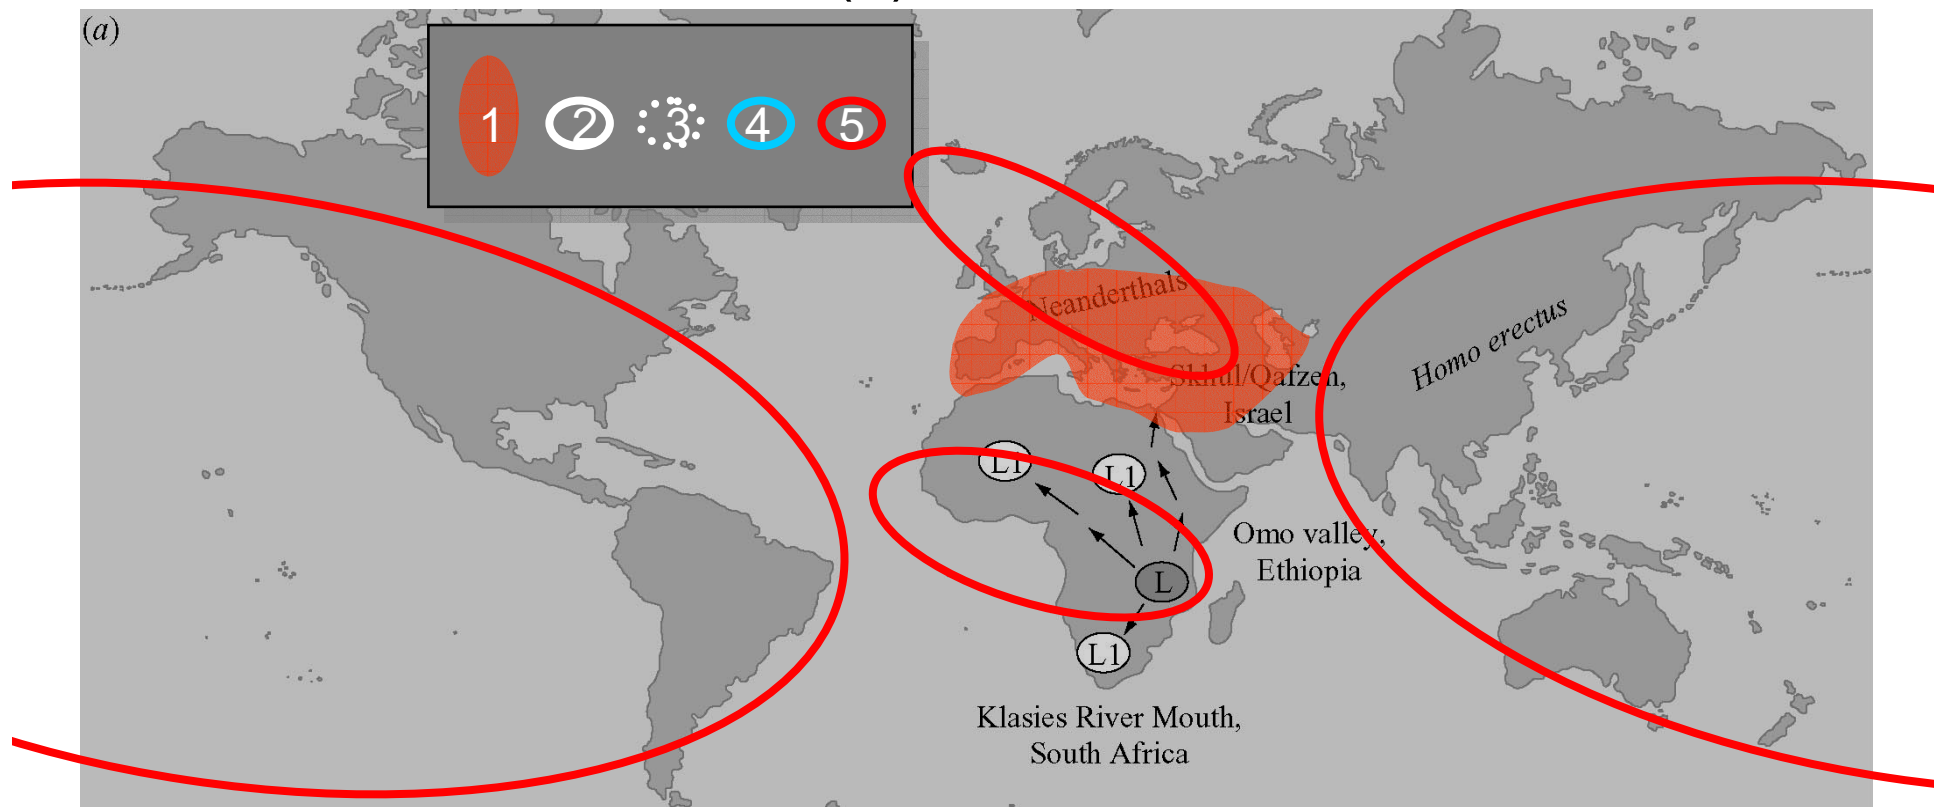 (a)
1 2 3 4 5
Neanderthals
Homo erectus
Skhul/Qafzeh,
Israel
L1
L1
Omo valley,
Ethiopia
L
L1
Klasies River Mouth,
South Africa